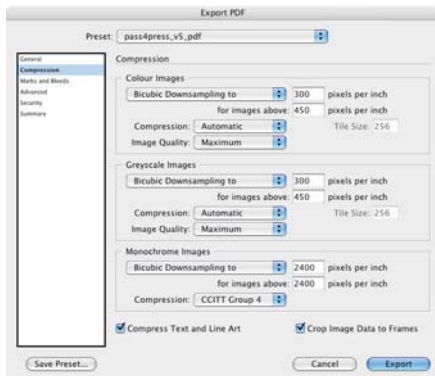 Export PDF
Preset: pass4press_v5_pdf
General
Compression
Marks and Bleeds
Advanced
Security
Summary
Compression
Colour Images
Bicubic Downsampling to 300 pixels per inch
for images above: 450 pixels per inch
Compression: Automatic Tile Size: 256
Image Quality: Maximum
Greyscale Images
Bicubic Downsampling to 300 pixels per inch
for images above: 450 pixels per inch
Compression: Automatic Tile Size: 256
Image Quality: Maximum
Monochrome Images
Bicubic Downsampling to 2400 pixels per inch
for images above: 2400 pixels per inch
Compression: CCITT Group 4
Compress Text and Line Art Crop Image Data to Frames
Save Preset... Cancel Export